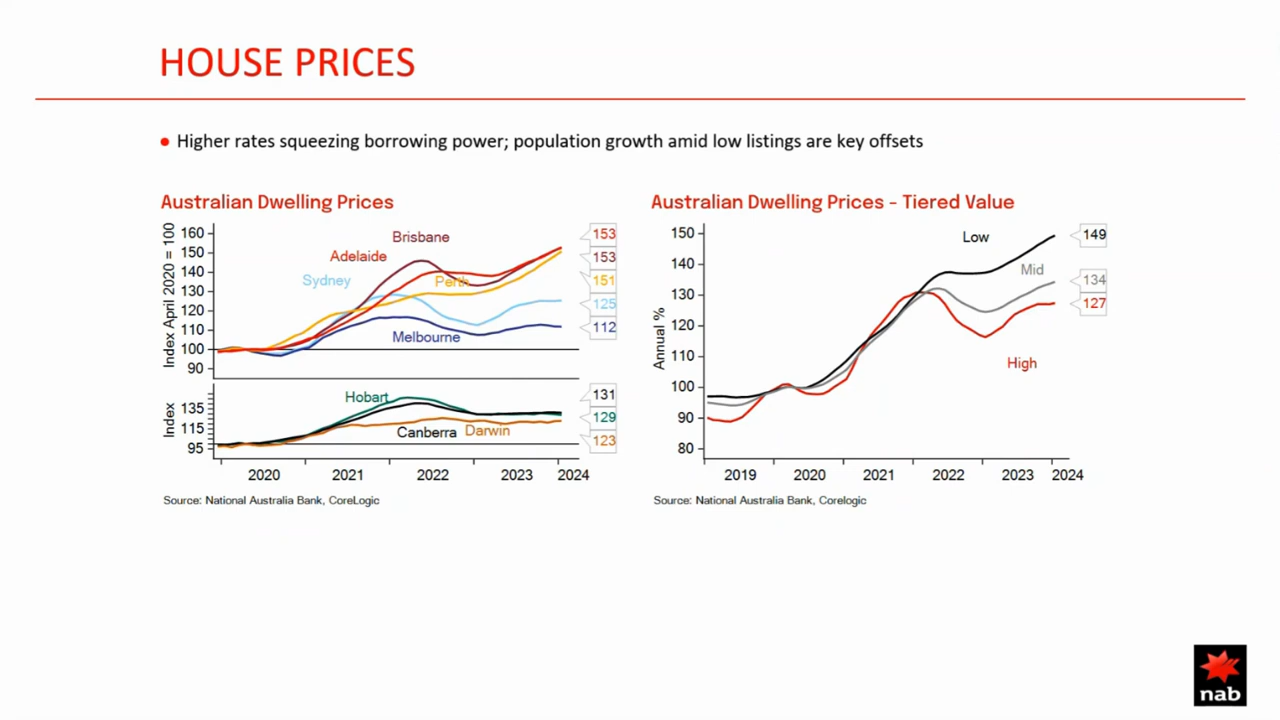 HOUSE PRICES
• Higher rates squeezing borrowing power; population growth amid low listings are key offsets
Australian Dwelling Prices
Index April 2020 = 100
160
150
140
130
120
110
100
90
Brisbane
Adelaide
Sydney
Perth
Melbourne
153
153
151
125
112
Index
135
115
95
Hobart
Canberra
Darwin
131
129
123
2020 2021 2022 2023 2024
Source: National Australia Bank, CoreLogic
Australian Dwelling Prices - Tiered Value
Annual %
150
140
130
120
110
100
90
80
Low
Mid
High
149
134
127
2019 2020 2021 2022 2023 2024
Source: National Australia Bank, Corelogic
nab